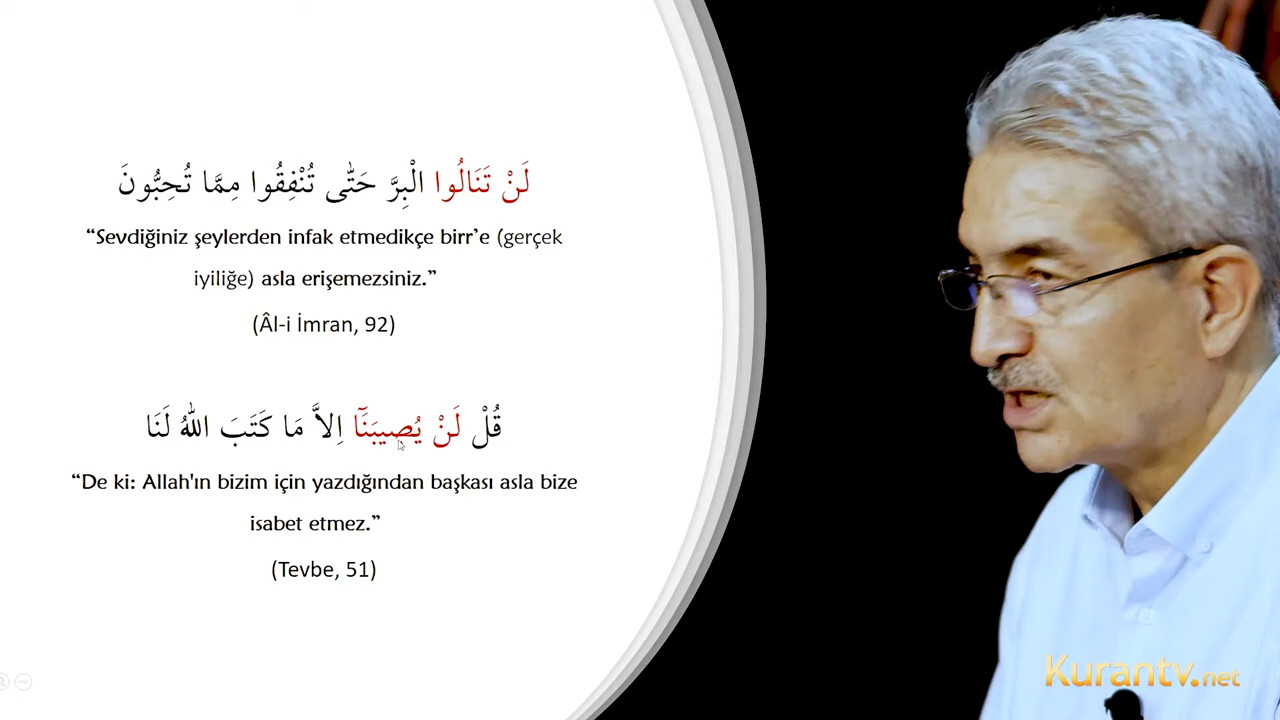 لَنْ تَنَالُوا الْبِرَّ حَتّٰى تُنْفِقُوا مِمَّا تُحِبُّونَ
“Sevdiğiniz şeylerden infak etmedikçe birr’e (gerçek
iyiliğe) asla erişemezsiniz.”
(Âl-i İmran, 92)
قُلْ لَنْ يُصِيبَنَٓا اِلاَّ مَا كَتَبَ اللّٰهُ لَنَا
“De ki: Allah'ın bizim için yazdığından başkası asla bize
isabet etmez.”
(Tevbe, 51)
Kurantv.net